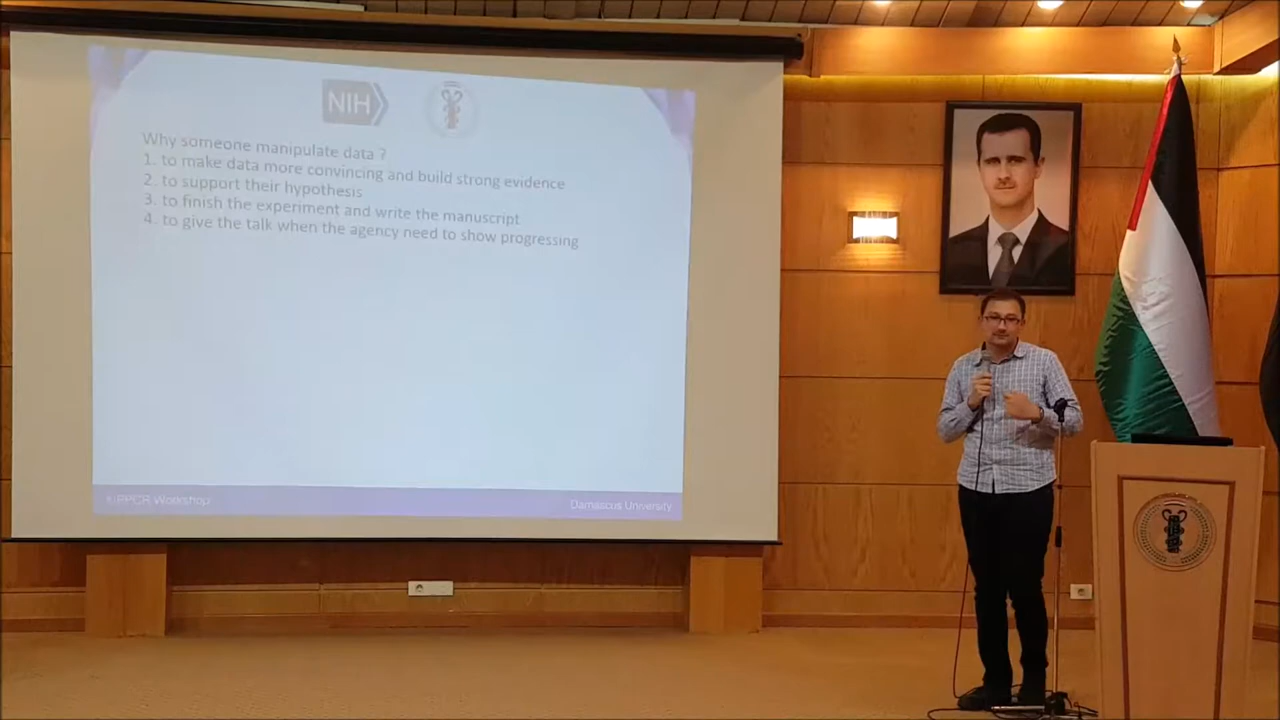 NIH
Why someone manipulate data ?
1. to make data more convincing and build strong evidence
2. to support their hypothesis
3. to finish the experiment and write the manuscript
4. to give the talk when the agency need to show progressing
IPPCR Workshop
Damascus University